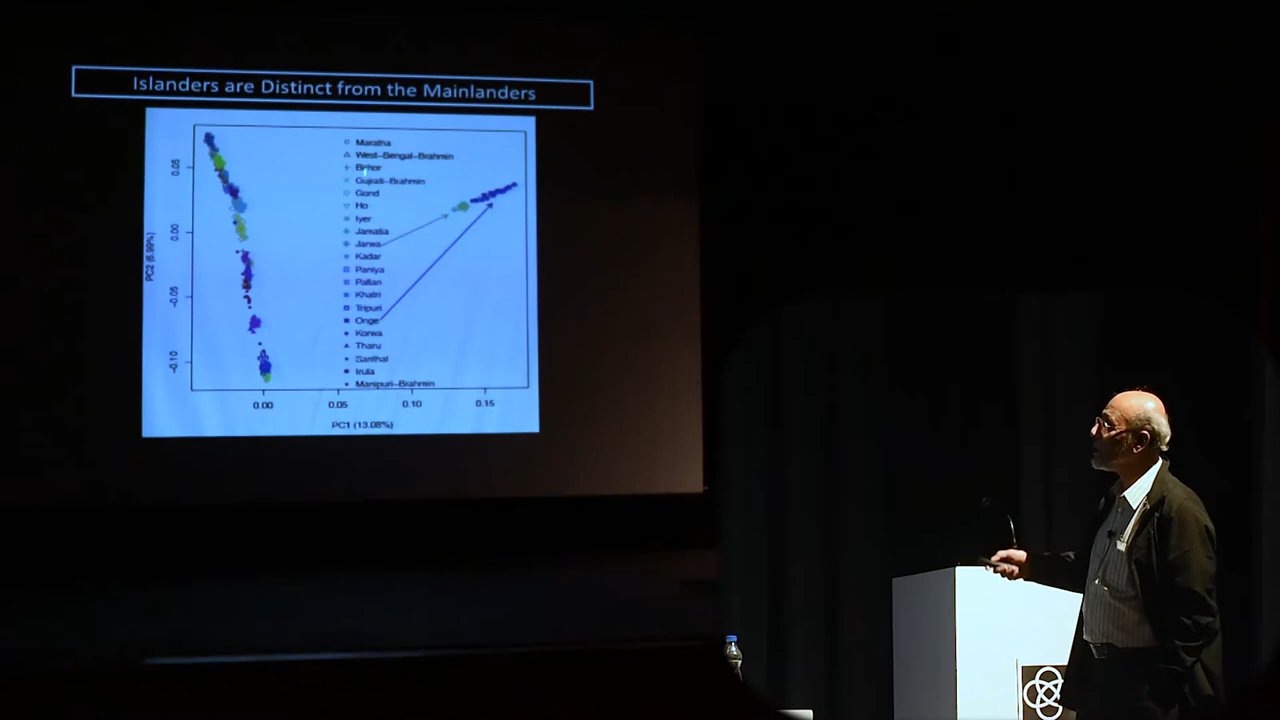 Islanders are Distinct from the Mainlanders
Maratha
West-Bengal-Brahmin
Birhor
Gujrati-Brahmin
Gond
Ho
Iyer
Jamatia
Jarwa
Kadar
Paniya
Pallan
Khatri
Tripuri
Onge
Korwa
Tharu
Santhal
Irula
Manipuri-Brahmin
PC2 (6.99%)
0.05
0.00
-0.05
-0.10
0.00 0.05 0.10 0.15
PC1 (13.08%)